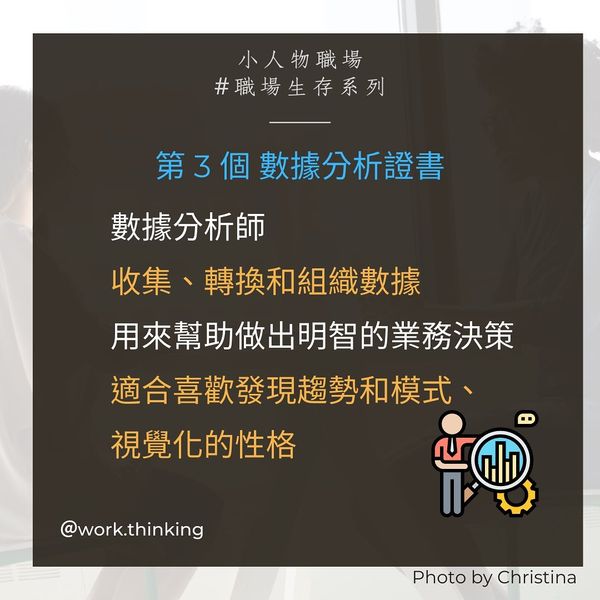 小人物職場
#職場生存系列
第 3 個 數據分析證書
數據分析師
收集、轉換和組織數據
用來幫助做出明智的業務決策
適合喜歡發現趨勢和模式、
視覺化的性格
@work.thinking
Photo by Christina